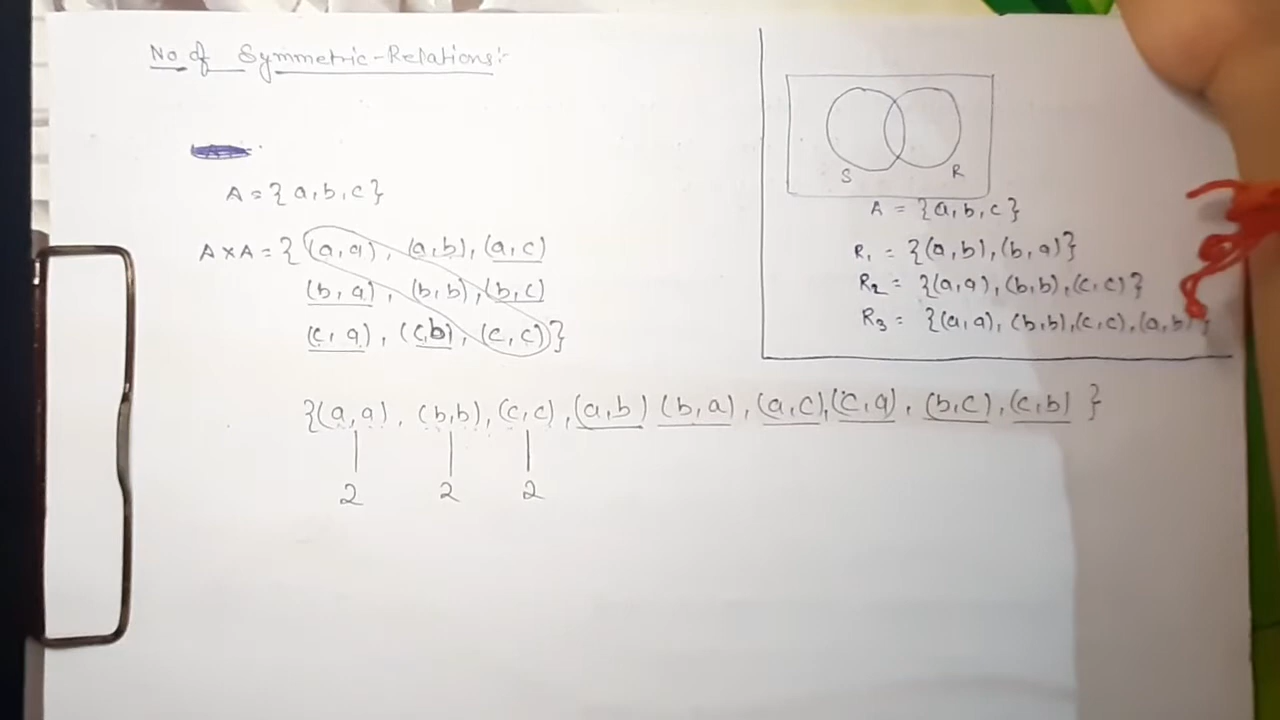 No of Symmetric-Relations:-
A = {a,b,c}
A×A = {(a,a), (a,b), (a,c)
(b,a), (b,b), (b,c)
(c,a), (c,b), (c,c)}
S R
A = {a,b,c}
R₁ = {(a,b),(b,a)}
R₂ = {(a,a),(b,b),(c,c)}
R₃ = {(a,a),(b,b),(c,c),(a,b)}
{(a,a), (b,b), (c,c), (a,b) (b,a), (a,c), (c,a), (b,c), (c,b) }
2 2 2